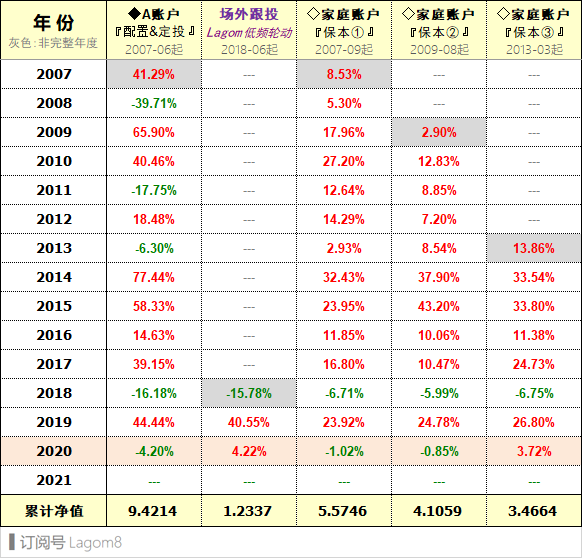 年 份 ◆A账户 场外跟投 ◇家庭账户 ◇家庭账户 ◇家庭账户
灰色:非完整年度 『配置&定投』 Lagom低频轮动 『保本①』 『保本②』 『保本③』
2007-06起 2018-06起 2007-09起 2009-08起 2013-03起
2007 41.29% --- 8.53% --- ---
2008 -39.71% --- 5.30% --- ---
2009 65.90% --- 17.96% 2.90% ---
2010 40.46% --- 27.20% 12.83% ---
2011 -17.75% --- 12.64% 8.85% ---
2012 18.48% --- 14.29% 7.20% ---
2013 -6.30% --- 2.93% 8.54% 13.86%
2014 77.44% --- 32.43% 37.90% 33.54%
2015 58.33% --- 23.95% 43.20% 33.80%
2016 14.63% --- 11.85% 10.06% 11.38%
2017 39.15% --- 16.80% 10.47% 24.73%
2018 -16.18% -15.78% -6.71% -5.99% -6.75%
2019 44.44% 40.55% 23.92% 24.78% 26.80%
2020 -4.20% 4.22% -1.02% -0.85% 3.72%
2021 --- --- --- --- ---
累计净值 9.4214 1.2337 5.5746 4.1059 3.4664
订阅号 Lagom8